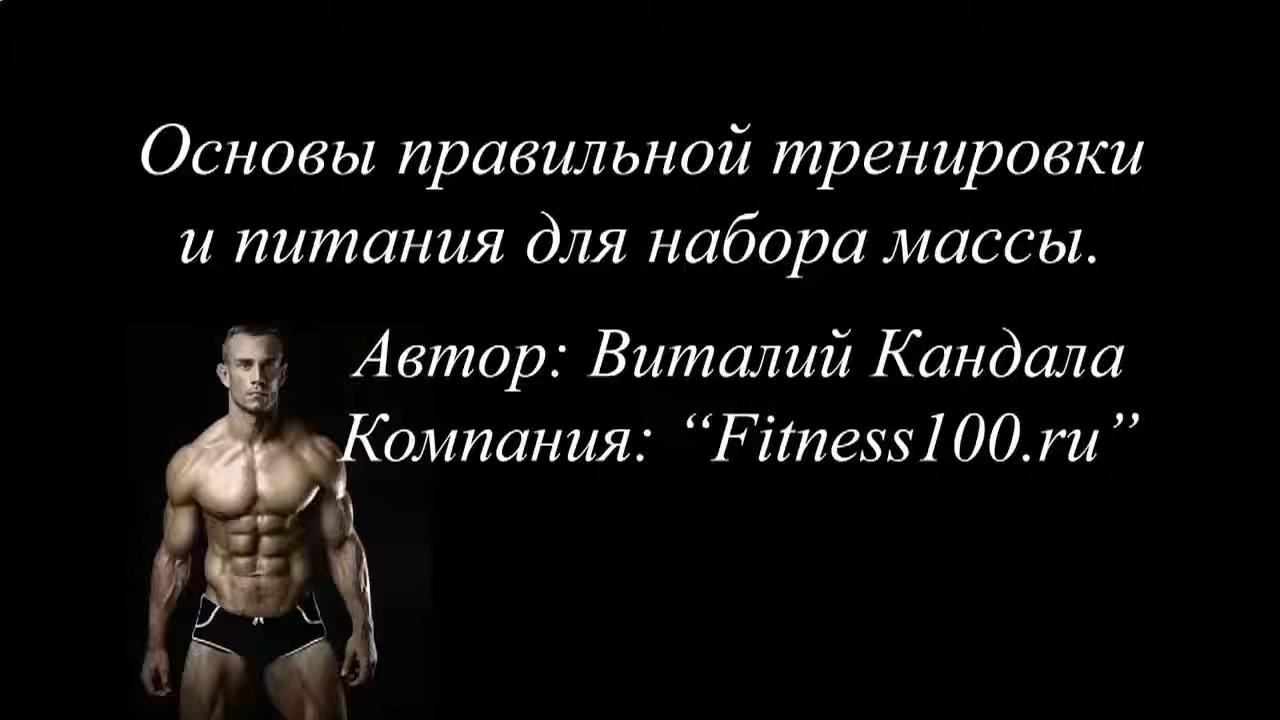 Основы правильной тренировки
и питания для набора массы.
Автор: Виталий Кандала
Компания: “Fitness100.ru”